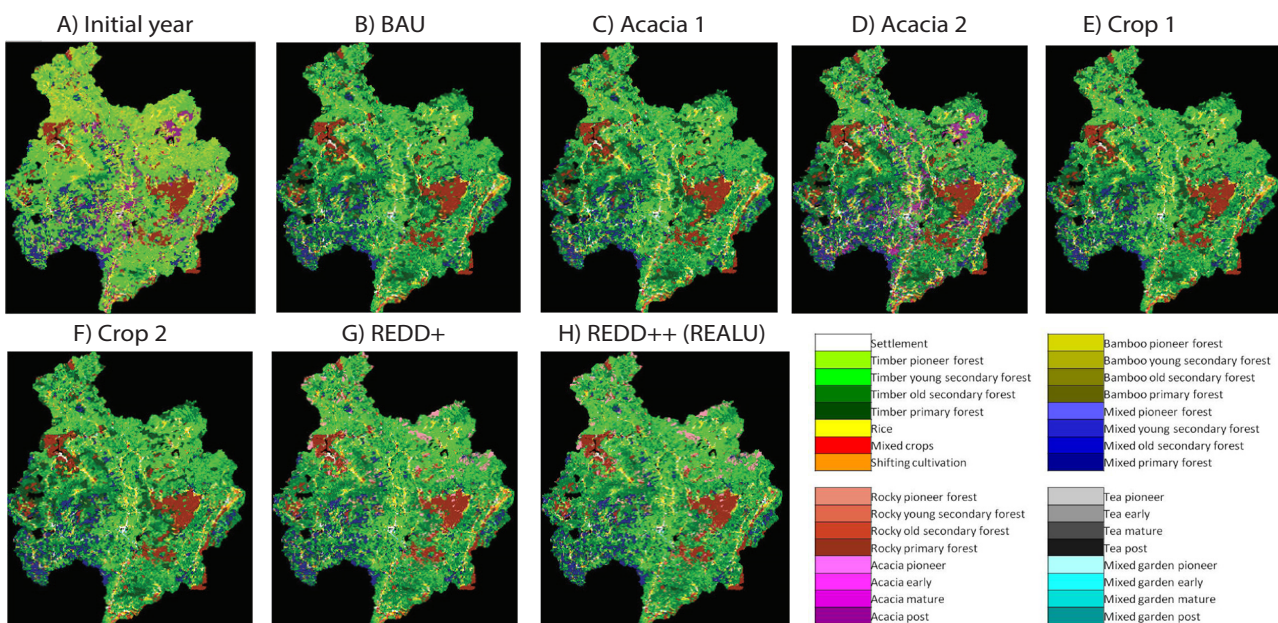 A) Initial year
B) BAU
C) Acacia 1
D) Acacia 2
E) Crop 1
F) Crop 2
G) REDD+
H) REDD++ (REALU)
Settlement
Timber pioneer forest
Timber young secondary forest
Timber old secondary forest
Timber primary forest
Rice
Mixed crops
Shifting cultivation
Bamboo pioneer forest
Bamboo young secondary forest
Bamboo old secondary forest
Bamboo primary forest
Mixed pioneer forest
Mixed young secondary forest
Mixed old secondary forest
Mixed primary forest
Rocky pioneer forest
Rocky young secondary forest
Rocky old secondary forest
Rocky primary forest
Acacia pioneer
Acacia early
Acacia mature
Acacia post
Tea pioneer
Tea early
Tea mature
Tea post
Mixed garden pioneer
Mixed garden early
Mixed garden mature
Mixed garden post